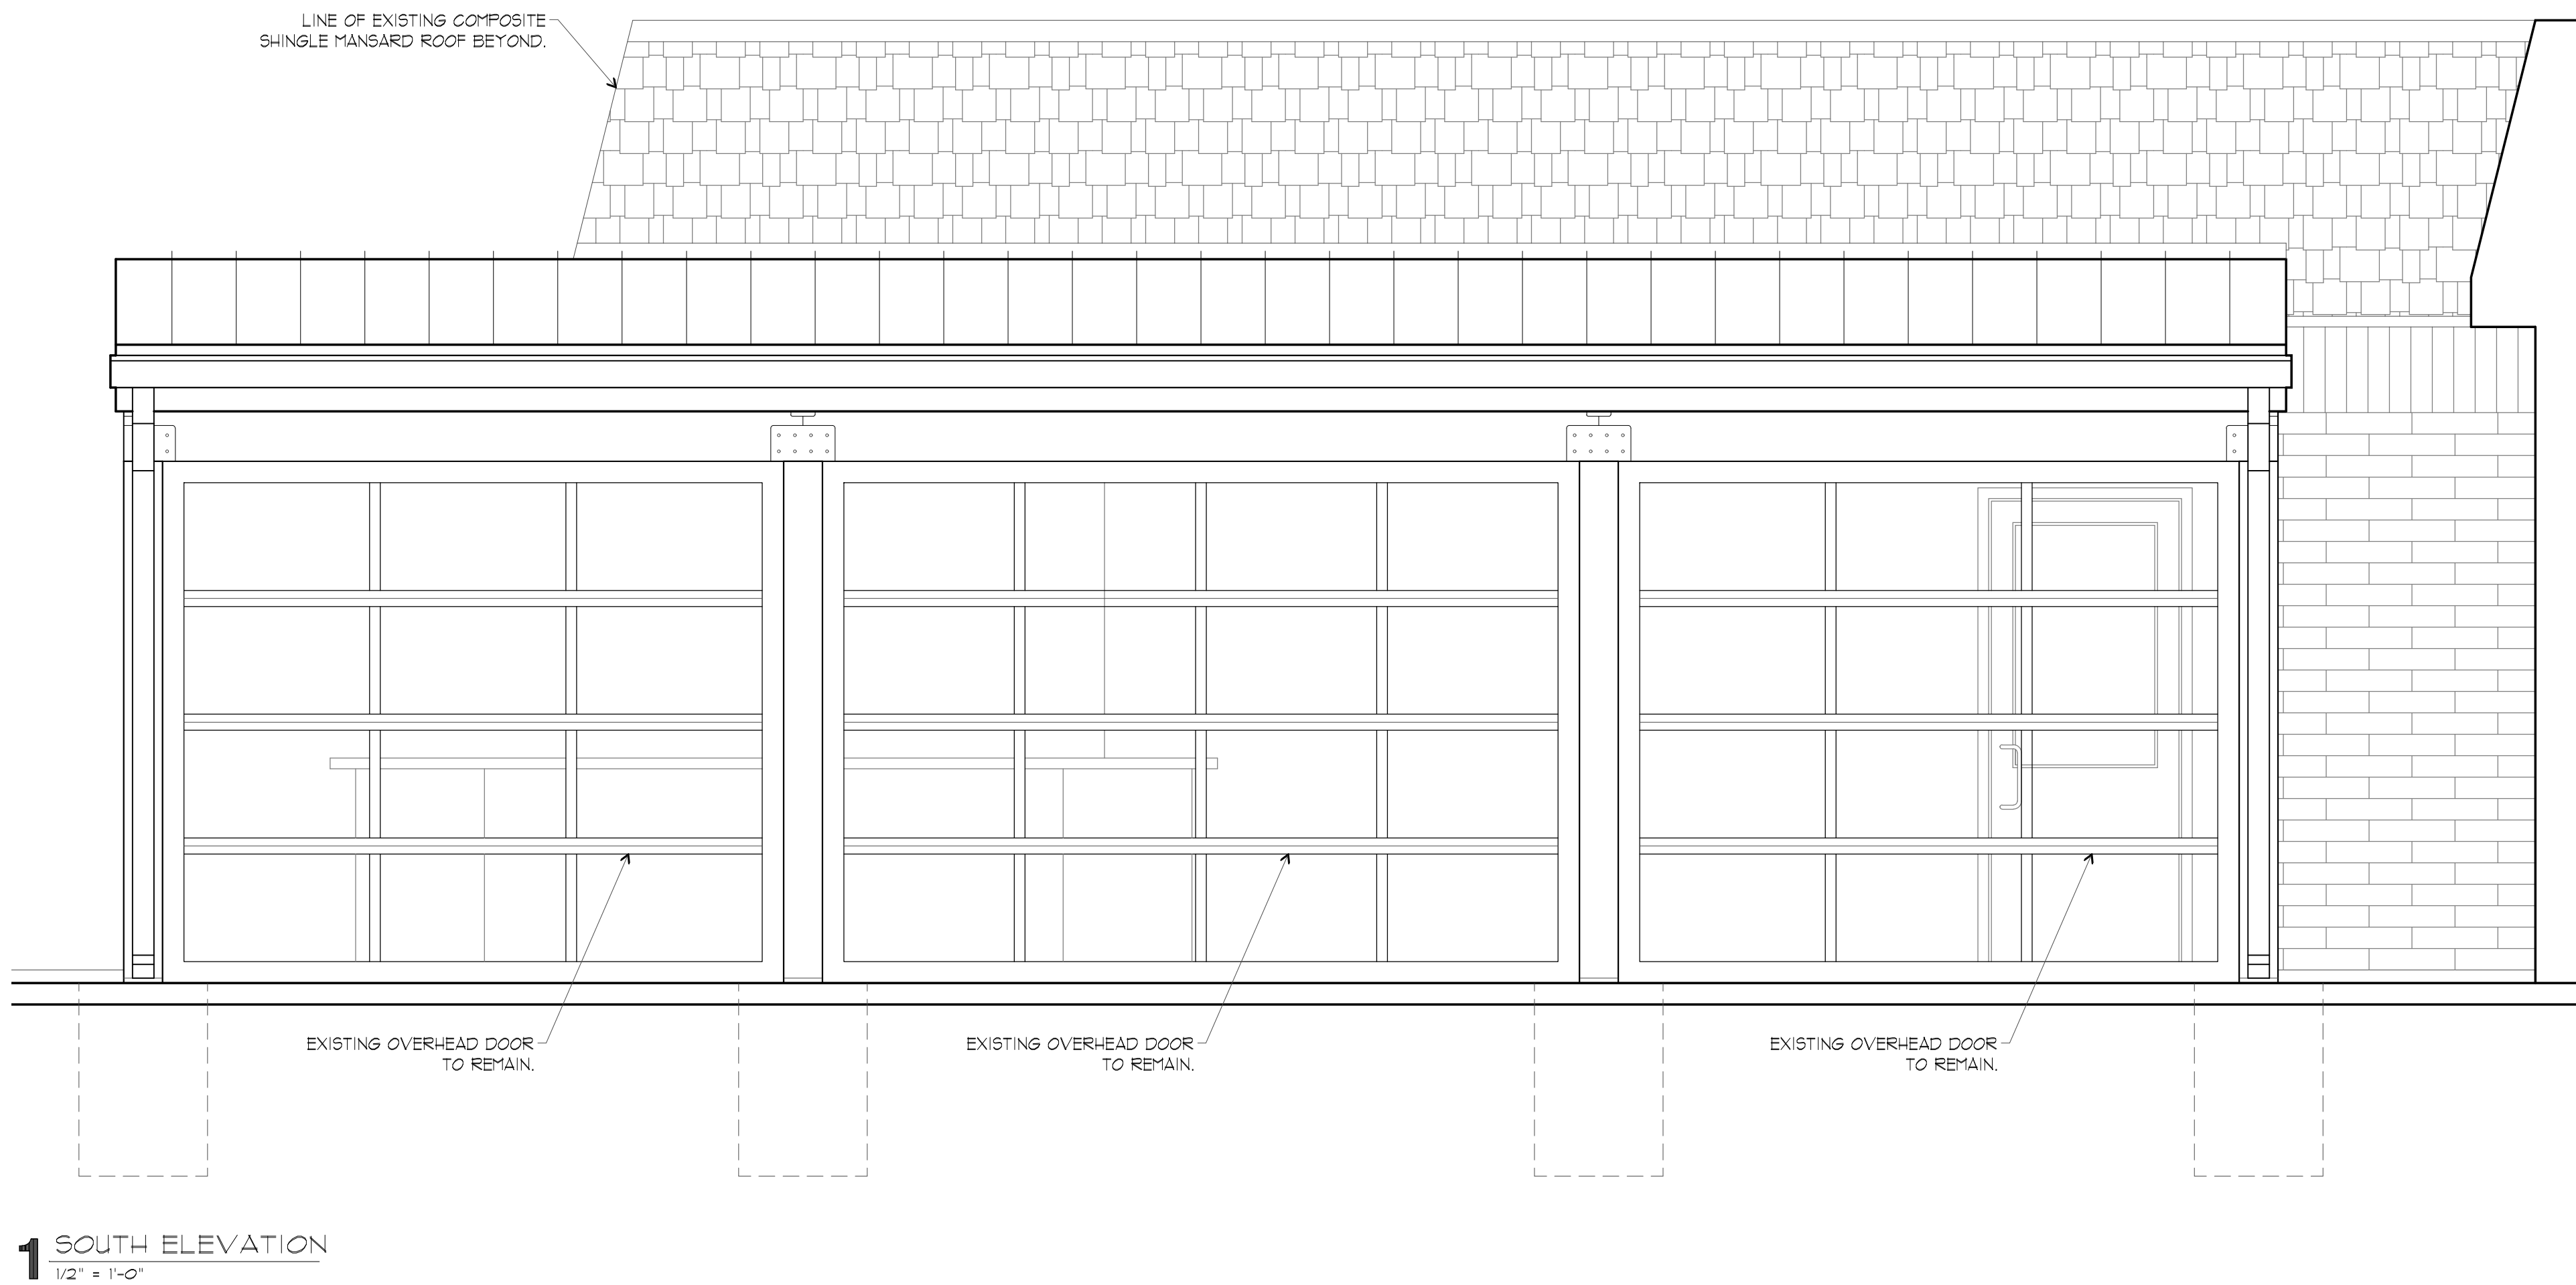 LINE OF EXISTING COMPOSITE
SHINGLE MANSARD ROOF BEYOND.
EXISTING OVERHEAD DOOR
TO REMAIN.
EXISTING OVERHEAD DOOR
TO REMAIN.
EXISTING OVERHEAD DOOR
TO REMAIN.
1 SOUTH ELEVATION
1/2" = 1'-0"